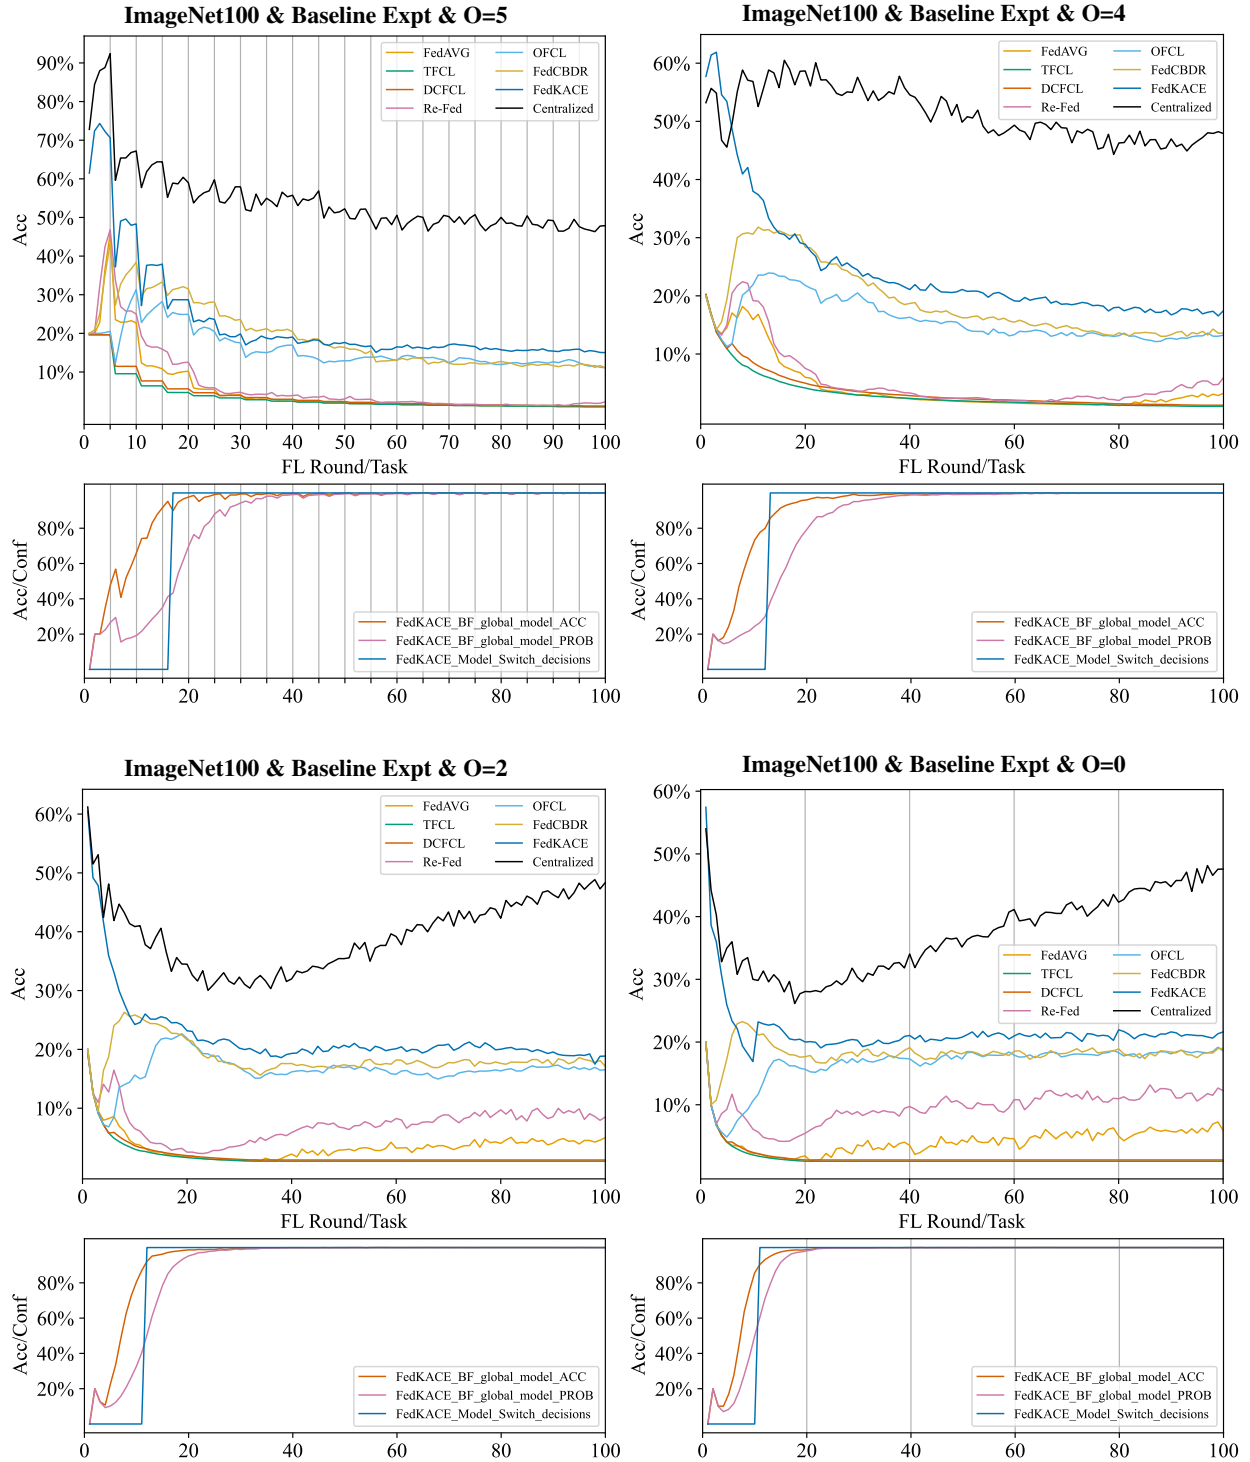 ImageNet100 & Baseline Expt & O=5
90%
80%
70%
60%
50%
40%
30%
20%
10%
Acc
FedAVG
TFCL
DCFCL
Re-Fed
OFCL
FedCBDR
FedKACE
Centralized
0 10 20 30 40 50 60 70 80 90 100
FL Round/Task
80%
60%
40%
20%
Acc/Conf
FedKACE_BF_global_model_ACC
FedKACE_BF_global_model_PROB
FedKACE_Model_Switch_decisions
0 20 40 60 80 100
ImageNet100 & Baseline Expt & O=4
60%
50%
40%
30%
20%
10%
Acc
FedAVG
TFCL
DCFCL
Re-Fed
OFCL
FedCBDR
FedKACE
Centralized
0 20 40 60 80 100
FL Round/Task
80%
60%
40%
20%
Acc/Conf
FedKACE_BF_global_model_ACC
FedKACE_BF_global_model_PROB
FedKACE_Model_Switch_decisions
0 20 40 60 80 100
ImageNet100 & Baseline Expt & O=2
60%
50%
40%
30%
20%
10%
Acc
FedAVG
TFCL
DCFCL
Re-Fed
OFCL
FedCBDR
FedKACE
Centralized
0 20 40 60 80 100
FL Round/Task
80%
60%
40%
20%
Acc/Conf
FedKACE_BF_global_model_ACC
FedKACE_BF_global_model_PROB
FedKACE_Model_Switch_decisions
0 20 40 60 80 100
ImageNet100 & Baseline Expt & O=0
60%
50%
40%
30%
20%
10%
Acc
FedAVG
TFCL
DCFCL
Re-Fed
OFCL
FedCBDR
FedKACE
Centralized
0 20 40 60 80 100
FL Round/Task
80%
60%
40%
20%
Acc/Conf
FedKACE_BF_global_model_ACC
FedKACE_BF_global_model_PROB
FedKACE_Model_Switch_decisions
0 20 40 60 80 100